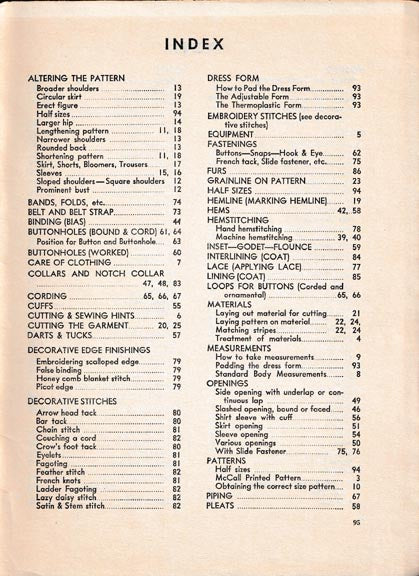 INDEX
ALTERING THE PATTERN
Broader shoulders 13
Circular skirt 19
Erect figure 13
Half sizes 94
Larger hip 14
Lengthening pattern 11, 18
Narrower shoulders 13
Rounded back 13
Shortening pattern 11, 18
Skirt, Shorts, Bloomers, Trousers 17
Sleeves 15, 16
Sloped shoulders—Square shoulders 12
Prominent bust 12
BANDS, FOLDS, etc. 74
BELT AND BELT STRAP 73
BINDING (BIAS) 44
BUTTONHOLES (BOUND & CORD) 61, 64
Position for Button and Buttonhole 63
BUTTONHOLES (WORKED) 60
CARE OF CLOTHING 7
COLLARS AND NOTCH COLLAR
47, 48, 83
CORDING 65, 66, 67
CUFFS 55
CUTTING & SEWING HINTS 6
CUTTING THE GARMENT 20, 25
DARTS & TUCKS 57
DECORATIVE EDGE FINISHINGS
Embroidering scalloped edge 79
False binding 79
Honey comb blanket stitch 79
Picot edge 79
DECORATIVE STITCHES
Arrow head tack 80
Bar tack 80
Chain stitch 81
Couching a cord 82
Crow's foot tack 80
Eyelets 81
Fagoting 81
Feather stitch 82
French knots 81
Ladder Fagoting 82
Lazy daisy stitch 82
Satin & Stem stitch 82
DRESS FORM
How to Pad the Dress Form 93
The Adjustable Form 93
The Thermoplastic Form 93
EMBROIDERY STITCHES (see decora-
tive stitches)
EQUIPMENT 5
FASTENINGS
Buttons—Snaps—Hook & Eye 62
French tack, Slide fastener, etc. 75
FURS 86
GRAINLINE ON PATTERN 23
HALF SIZES 94
HEMLINE (MARKING HEMLINE) 19
HEMS 42, 58
HEMSTITCHING
Hand hemstitching 78
Machine hemstitching 39, 40
INSET—GODET—FLOUNCE 59
INTERLINING (COAT) 84
LACE (APPLYING LACE) 77
LINING (COAT) 85
LOOPS FOR BUTTONS (Corded and
ornamental) 65, 66
MATERIALS
Laying out material for cutting 21
Laying pattern on material 22, 24,
Matching stripes 22, 24
Treatment of materials 4
MEASUREMENTS
How to take measurements 9
Padding the dress form 93
Standard Body Measurements 8
OPENINGS
Side opening with underlap or con-
tinuous lap 49
Slashed opening, bound or faced 46
Shirt sleeve with cuff 56
Skirt opening 51
Sleeve opening 54
Various openings 50
With Slide Fastener 75, 76
PATTERNS
Half sizes 94
McCall Printed Pattern 3
Obtaining the correct size pattern 10
PIPING 67
PLEATS 58
95